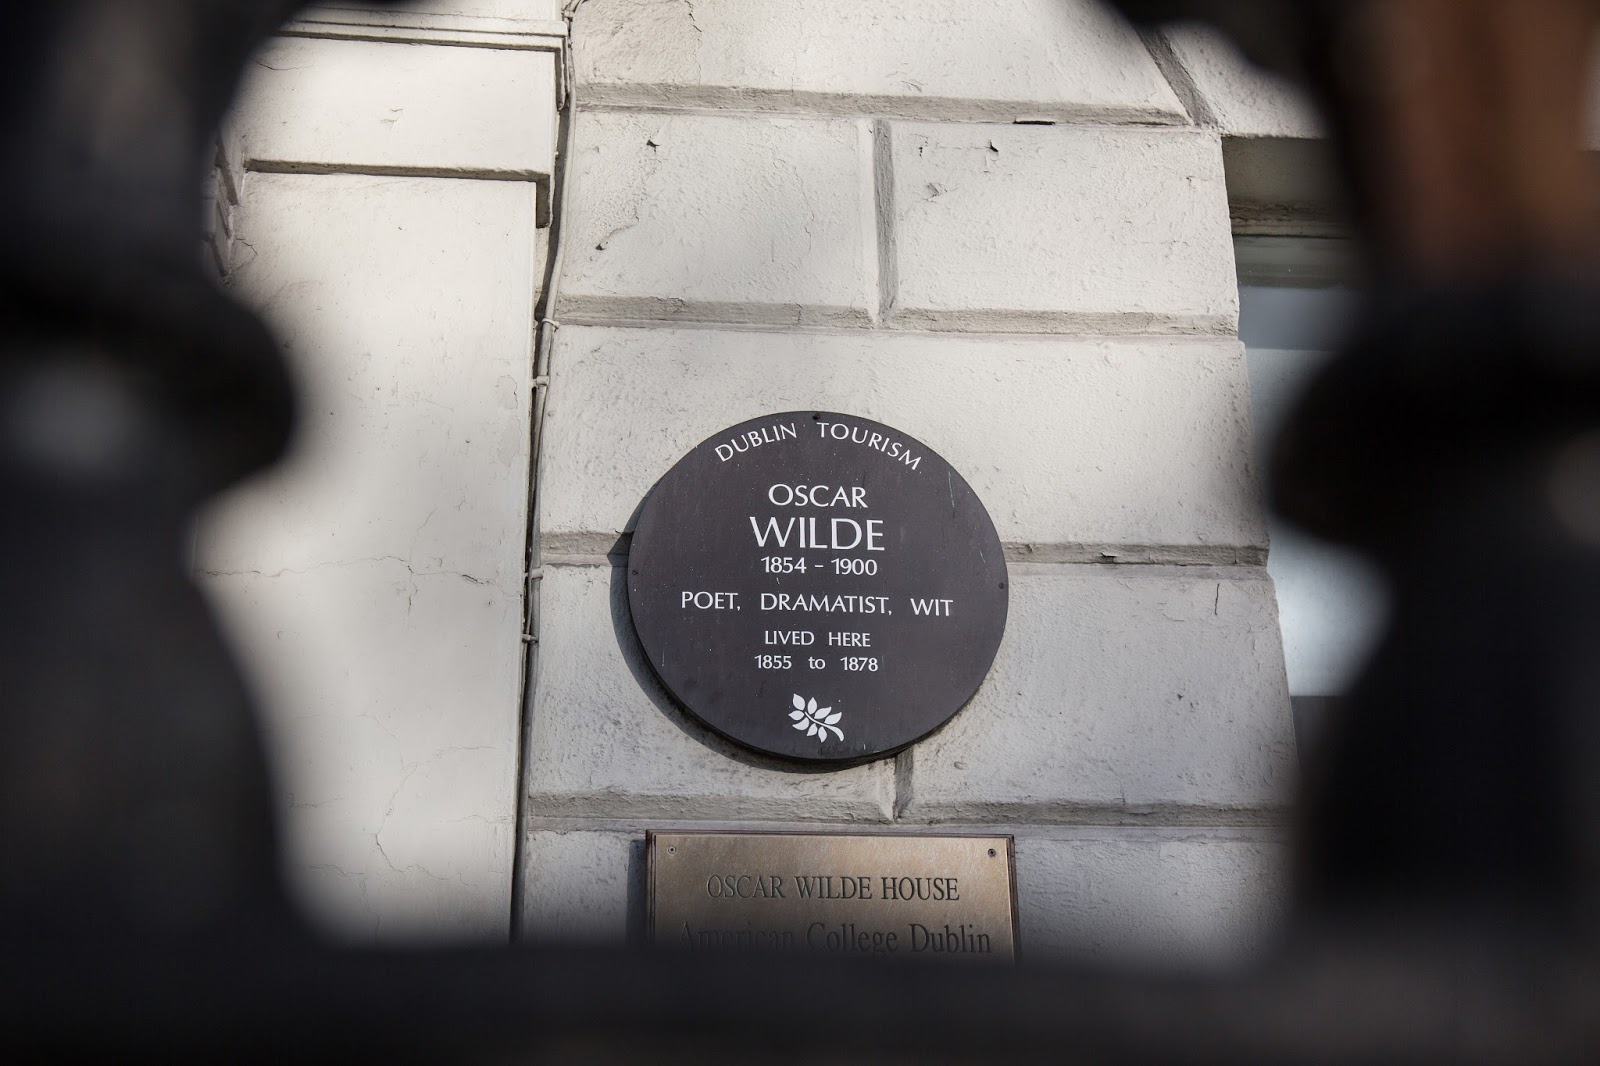 DUBLIN TOURISM
OSCAR
WILDE
1854 - 1900
POET, DRAMATIST, WIT
LIVED HERE
1855 to 1878
OSCAR WILDE HOUSE
American College Dublin